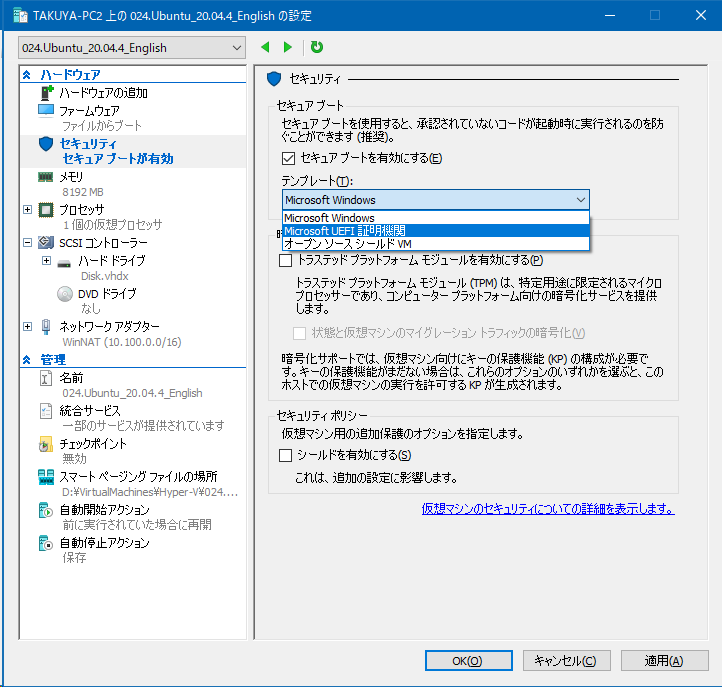 TAKUYA-PC2 上の 024.Ubuntu_20.04.4_English の設定
024.Ubuntu_20.04.4_English
ハードウェア
ハードウェアの追加
ファームウェア
ファイルからブート
セキュリティ
セキュア ブートが有効
メモリ
8192 MB
プロセッサ
1 個の仮想プロセッサ
SCSI コントローラー
ハード ドライブ
Disk.vhdx
DVD ドライブ
なし
ネットワーク アダプター
WinNAT (10.100.0.0/16)
管理
名前
024.Ubuntu_20.04.4_English
統合サービス
一部のサービスが提供されています
チェックポイント
無効
スマート ページング ファイルの場所
D:¥VirtualMachines¥Hyper-V¥024....
自動開始アクション
前に実行されていた場合に再開
自動停止アクション
保存
セキュリティ
セキュア ブート
セキュア ブートを使用すると、承認されていないコードが起動時に実行されるのを防
ぐことができます (推奨)。
セキュア ブートを有効にする(E)
テンプレート(T):
Microsoft Windows
Microsoft Windows
Microsoft UEFI 証明機関
オープン ソース シールド VM
トラステッド プラットフォーム モジュールを有効にする(P)
トラステッド プラットフォーム モジュール (TPM) は、特定用途に限定されるマイクロ
プロセッサーであり、コンピューター プラットフォーム向けの暗号化サービスを提供
します。
状態と仮想マシンのマイグレーション トラフィックの暗号化(V)
暗号化サポートでは、仮想マシン向けにキーの保護機能 (KP) の構成が必要で
す。キーの保護機能がまだない場合は、これらのオプションのいずれかを選ぶと、この
ホストでの仮想マシンの実行を許可する KP が生成されます。
セキュリティ ポリシー
仮想マシン用の追加保護のオプションを指定します。
シールドを有効にする(S)
これは、追加の設定に影響します。
仮想マシンのセキュリティについての詳細を表示します。
OK(O)
キャンセル(C)
適用(A)